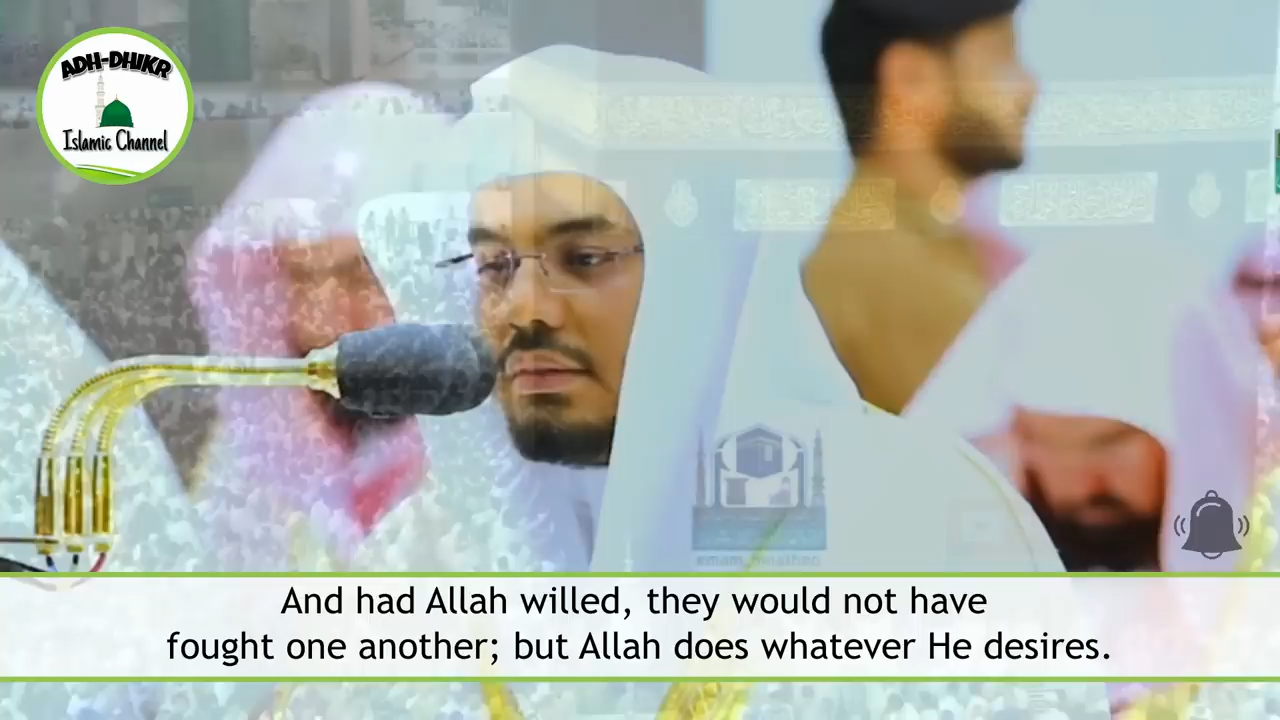 ADH-DHIKR
Islamic Channel
And had Allah willed, they would not have
fought one another; but Allah does whatever He desires.